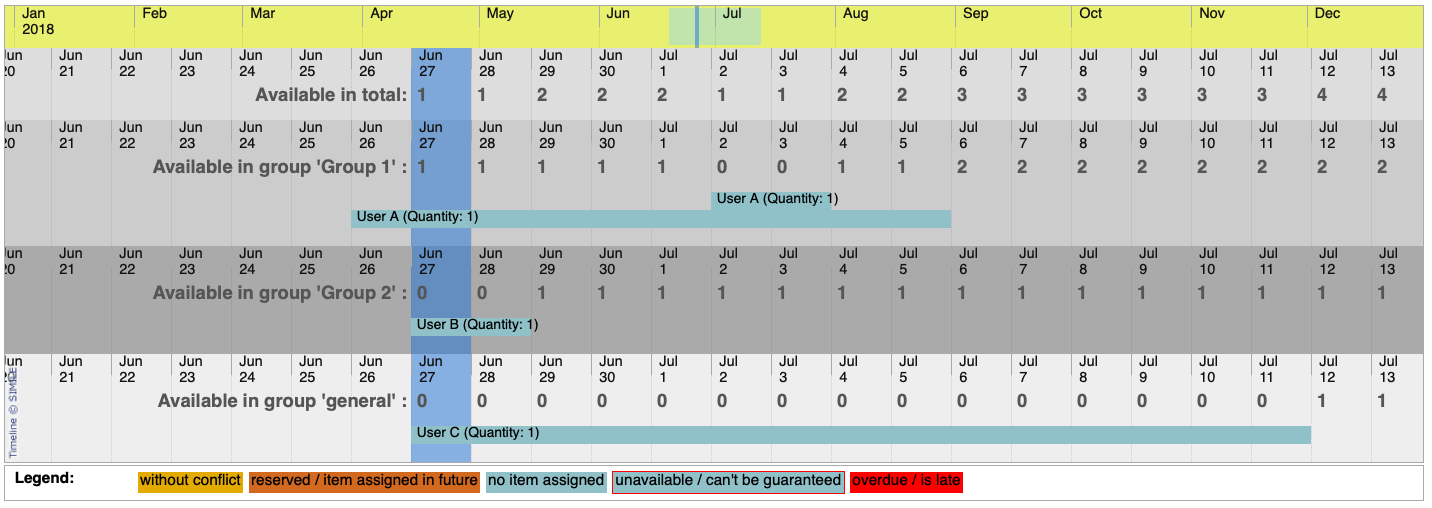 Jan Feb Mar Apr May Jun Jul Aug Sep Oct Nov Dec
2018
Jun Jun Jun Jun Jun Jun Jun Jun Jun Jun Jun Jul Jul Jul Jul Jul Jul Jul Jul Jul Jul Jul Jul Jul
20 21 22 23 24 25 26 27 28 29 30 1 2 3 4 5 6 7 8 9 10 11 12 13
Available in total: 1 1 2 2 2 1 1 2 2 3 3 3 3 3 3 4 4
Jun Jun Jun Jun Jun Jun Jun Jun Jun Jun Jun Jul Jul Jul Jul Jul Jul Jul Jul Jul Jul Jul Jul Jul
20 21 22 23 24 25 26 27 28 29 30 1 2 3 4 5 6 7 8 9 10 11 12 13
Available in group 'Group 1' : 1 1 1 1 1 0 0 1 1 2 2 2 2 2 2 2 2
User A (Quantity: 1)
User A (Quantity: 1)
Jun Jun Jun Jun Jun Jun Jun Jun Jun Jun Jun Jul Jul Jul Jul Jul Jul Jul Jul Jul Jul Jul Jul Jul
20 21 22 23 24 25 26 27 28 29 30 1 2 3 4 5 6 7 8 9 10 11 12 13
Available in group 'Group 2' : 0 0 1 1 1 1 1 1 1 1 1 1 1 1 1 1 1
User B (Quantity: 1)
Jun Jun Jun Jun Jun Jun Jun Jun Jun Jun Jun Jul Jul Jul Jul Jul Jul Jul Jul Jul Jul Jul Jul Jul
20 21 22 23 24 25 26 27 28 29 30 1 2 3 4 5 6 7 8 9 10 11 12 13
Available in group 'general' : 0 0 0 0 0 0 0 0 0 0 0 0 0 0 0 1 1
User C (Quantity: 1)
Timeline © SIMILE
Legend: without conflict reserved / item assigned in future no item assigned unavailable / can't be guaranteed overdue / is late